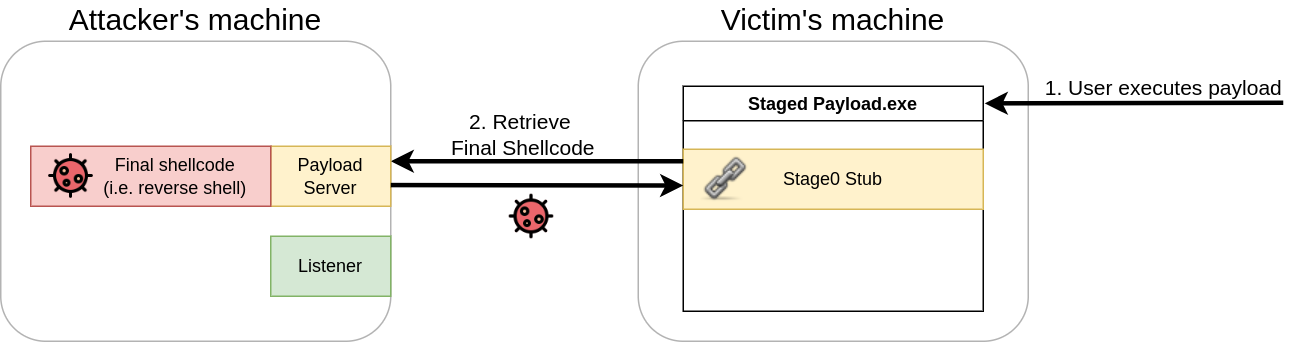 Attacker's machine
Victim's machine
1. User executes payload
Staged Payload.exe
2. Retrieve
Final Shellcode
Final shellcode
(i.e. reverse shell)
Payload
Server
Stage0 Stub
Listener